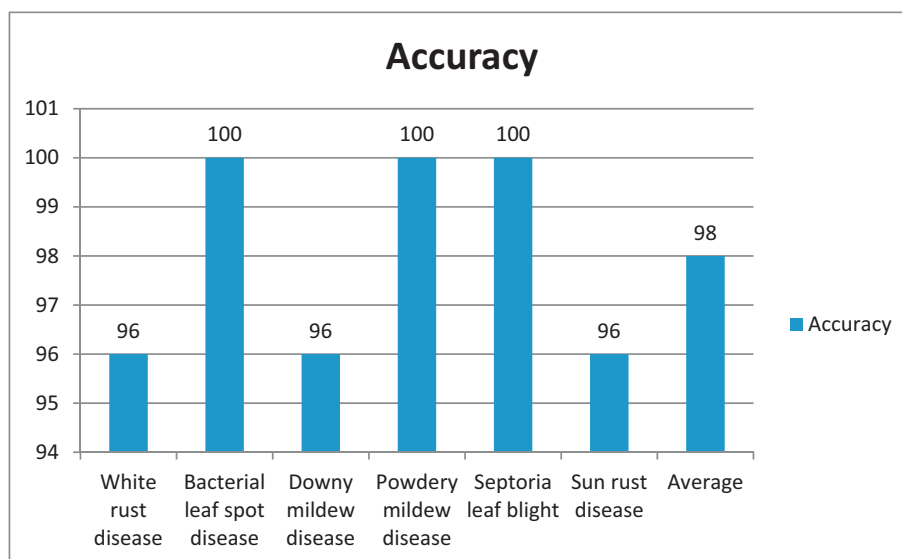 Accuracy
101
100
99
98
97
96
95
94
96
100
96
100
100
96
98
White
rust
disease
Bacterial
leaf spot
disease
Downy
mildew
disease
Powdery
mildew
disease
Septoria
leaf blight
Sun rust
disease
Average
Accuracy